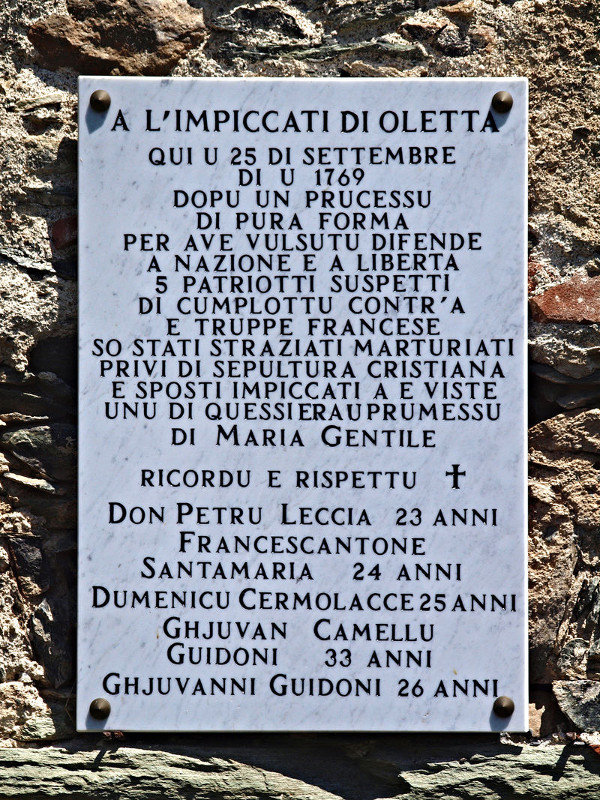 A L'IMPICCATI DI OLETTA
QUI U 25 DI SETTEMBRE
DI U 1769
DOPU UN PRUCESSU
DI PURA FORMA
PER AVE VULSUTU DIFENDE
A NAZIONE E A LIBERTA
5 PATRIOTTI SUSPETTI
DI CUMPLOTTU CONTR'A
E TRUPPE FRANCESE
SO STATI STRAZIATI MARTURIATI
PRIVI DI SEPULTURA CRISTIANA
E SPOSTI IMPICCATI A E VISTE
UNU DI QUESSI ERA U PRUMESSU
DI MARIA GENTILE
RICORDU E RISPETTU ✝
DON PETRU LECCIA 23 ANNI
FRANCESCANTONE
SANTAMARIA 24 ANNI
DUMENICU CERMOLACCE 25 ANNI
GHJUVAN CAMELLU
GUIDONI 33 ANNI
GHJUVANNI GUIDONI 26 ANNI